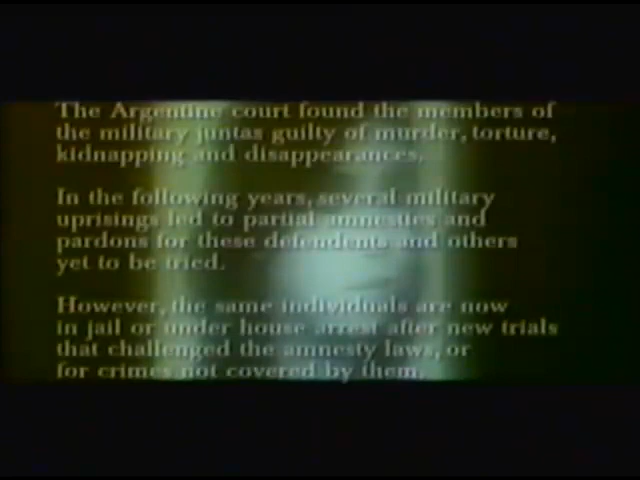 The Argentine court found the members of
the military juntas guilty of murder, torture,
kidnapping and disappearances.
In the following years, several military
uprisings led to partial amnesties and
pardons for these defendents and others
yet to be tried.
However, the same individuals are now
in jail or under house arrest after new trials
that challenged the amnesty laws, or
for crimes not covered by them.